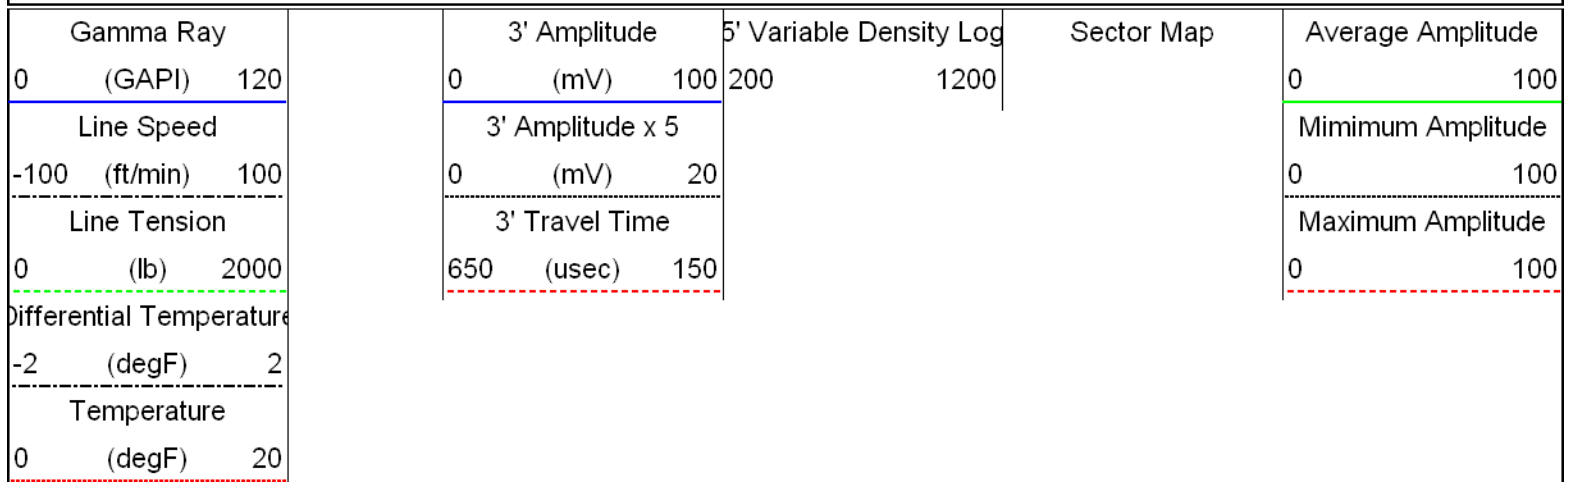 Gamma Ray
0 (GAPI) 120
Line Speed
-100 (ft/min) 100
Line Tension
0 (lb) 2000
Differential Temperature
-2 (degF) 2
Temperature
0 (degF) 20
3' Amplitude
0 (mV) 100
3' Amplitude x 5
0 (mV) 20
3' Travel Time
650 (usec) 150
5' Variable Density Log
200 1200
Sector Map
Average Amplitude
0 100
Mimimum Amplitude
0 100
Maximum Amplitude
0 100